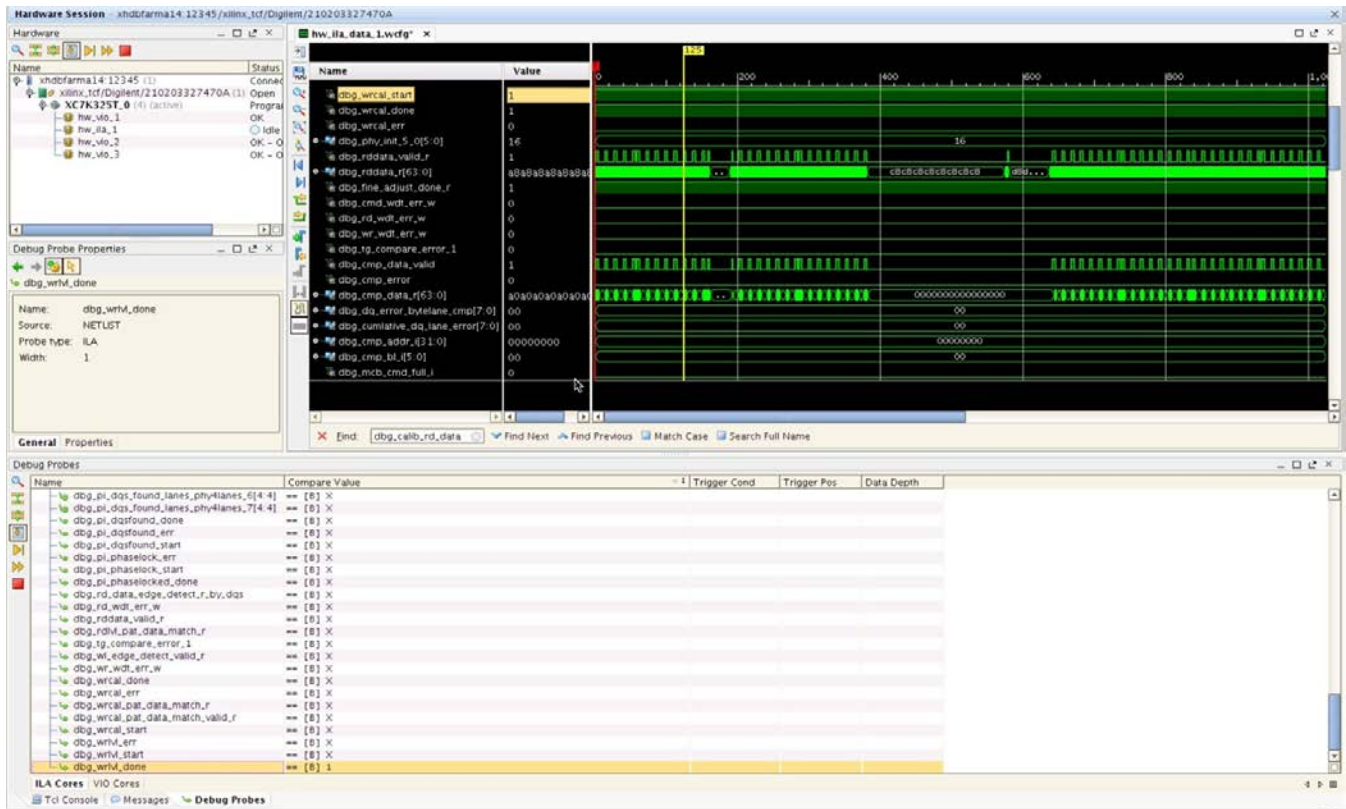 Hardware Session - xhdbfarma14:12345/xilinx_tcf/Digilent/210203327470A
Hardware
Name Status
xhdbfarma14:12345 (1) Connec
xilinx_tcf/Digilent/210203327470A (1) Open
XC7K325T_0 (4) (active) Progra
hw_vio_1 OK
hw_ila_1 Idle
hw_vio_2 OK - O
hw_vio_3 OK - O
Debug Probe Properties
dbg_wrlvl_done
Name: dbg_wrlvl_done
Source: NETLIST
Probe type: ILA
Width: 1
General Properties
hw_ila_data_1.wcfg*
125
Name Value
0 200 400 600 800 1,0
dbg_wrcal_start 1
dbg_wrcal_done 1
dbg_wrcal_err 0
dbg_phy_init_5_0[5:0] 16 16
dbg_rddata_valid_r 1
dbg_rddata_r[63:0] a8a8a8a8a8a8a8 .. c8c8c8c8c8c8c8c8 d8d...
dbg_fine_adjust_done_r 1
dbg_cmd_wdt_err_w 0
dbg_rd_wdt_err_w 0
dbg_wr_wdt_err_w 0
dbg_tg_compare_error_1 0
dbg_cmp_data_valid 1
dbg_cmp_error 0
dbg_cmp_data_r[63:0] a0a0a0a0a0a0 .. 0000000000000000
dbg_dq_error_bytelane_cmp[7:0] 00 00
dbg_cumlative_dq_lane_error[7:0] 00 00
dbg_cmp_addr_i[31:0] 00000000 00000000
dbg_cmp_bl_i[5:0] 00 00
dbg_mcb_cmd_full_i 0
Find: dbg_calib_rd_data Find Next Find Previous Match Case Search Full Name
Debug Probes
Name Compare Value 1 Trigger Cond Trigger Pos Data Depth
dbg_pi_dqs_found_lanes_phy4lanes_6[4:4] == [B] X
dbg_pi_dqs_found_lanes_phy4lanes_7[4:4] == [B] X
dbg_pi_dqsfound_done == [B] X
dbg_pi_dqsfound_err == [B] X
dbg_pi_dqsfound_start == [B] X
dbg_pi_phaselock_err == [B] X
dbg_pi_phaselock_start == [B] X
dbg_pi_phaselocked_done == [B] X
dbg_rd_data_edge_detect_r_by_dqs == [B] X
dbg_rd_wdt_err_w == [B] X
dbg_rddata_valid_r == [B] X
dbg_rdlvl_pat_data_match_r == [B] X
dbg_tg_compare_error_1 == [B] X
dbg_wl_edge_detect_valid_r == [B] X
dbg_wr_wdt_err_w == [B] X
dbg_wrcal_done == [B] X
dbg_wrcal_err == [B] X
dbg_wrcal_pat_data_match_r == [B] X
dbg_wrcal_pat_data_match_valid_r == [B] X
dbg_wrcal_start == [B] X
dbg_wrlvl_err == [B] X
dbg_wrlvl_start == [B] X
dbg_wrlvl_done == [B] 1
ILA Cores VIO Cores
Tcl Console Messages Debug Probes